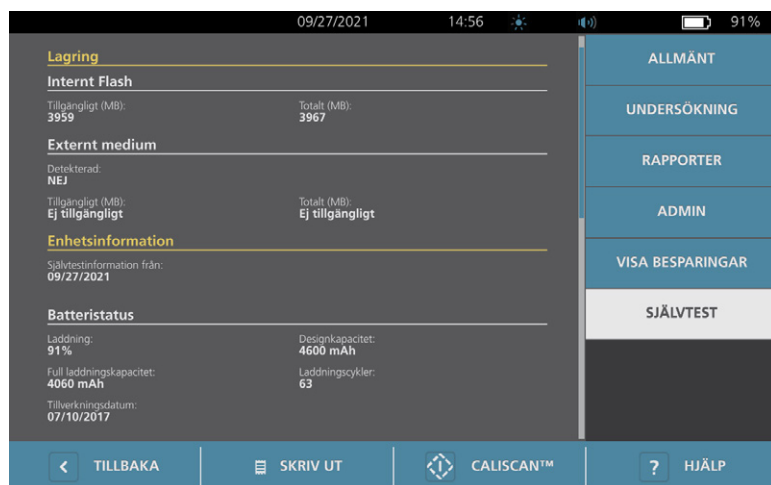 09/27/2021 14:56 91%
Lagring
Internt Flash
Tillgängligt (MB): Totalt (MB):
3959 3967
Externt medium
Detekterad:
NEJ
Tillgängligt (MB): Totalt (MB):
Ej tillgängligt Ej tillgängligt
Enhetsinformation
Självtestinformation från:
09/27/2021
Batteristatus
Laddning: Designkapacitet:
91% 4600 mAh
Full laddningskapacitet: Laddningscykler:
4060 mAh 63
Tillverkningsdatum:
07/10/2017
ALLMÄNT
UNDERSÖKNING
RAPPORTER
ADMIN
VISA BESPARINGAR
SJÄLVTEST
TILLBAKA SKRIV UT CALISCAN™ ? HJÄLP